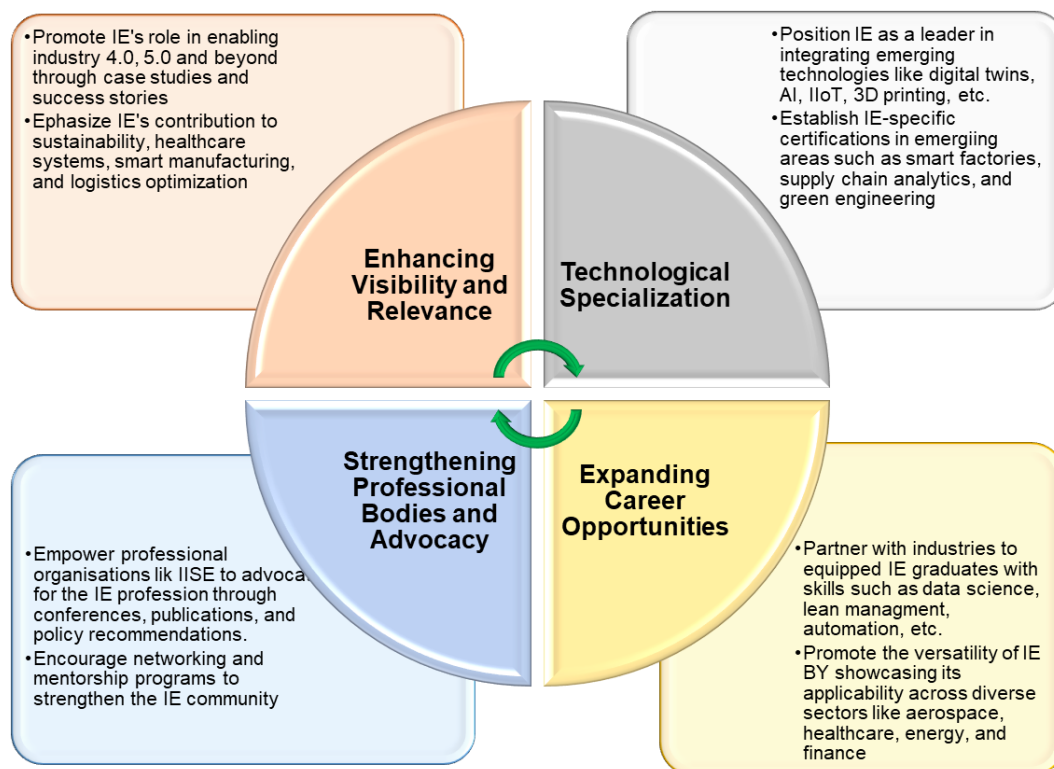 •Promote IE's role in enabling
industry 4.0, 5.0 and beyond
through case studies and
success stories
•Ephasize IE's contribution to
sustainability, healthcare
systems, smart manufacturing,
and logistics optimization
•Position IE as a leader in
integrating emerging
technologies like digital twins,
AI, IIoT, 3D printing, etc.
•Establish IE-specific
certifications in emergiing
areas such as smart factories,
supply chain analytics, and
green engineering
Enhancing
Visibility and
Relevance
Technological
Specialization
Strengthening
Professional
Bodies and
Advocacy
Expanding
Career
Opportunities
•Empower professional
organisations lik IISE to advoca
for the IE profession through
conferences, publications, and
policy recommendations.
•Encourage networking and
mentorship programs to
strengthen the IE community
•Partner with industries to
equipped IE graduates with
skills such as data science,
lean managment,
automation, etc.
•Promote the versatility of IE
BY showcasing its
applicability across diverse
sectors like aerospace,
healthcare, energy, and
finance